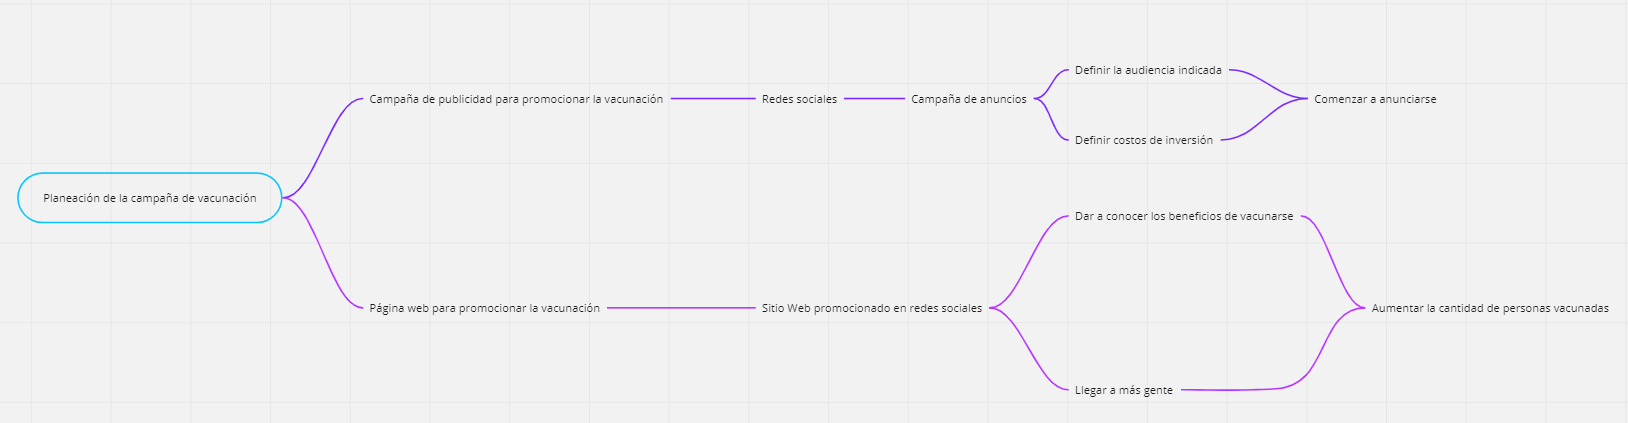 Planeación de la campaña de vacunación
Campaña de publicidad para promocionar la vacunación
Redes sociales
Campaña de anuncios
Definir la audiencia indicada
Definir costos de inversión
Comenzar a anunciarse
Página web para promocionar la vacunación
Sitio Web promocionado en redes sociales
Dar a conocer los beneficios de vacunarse
Llegar a más gente
Aumentar la cantidad de personas vacunadas